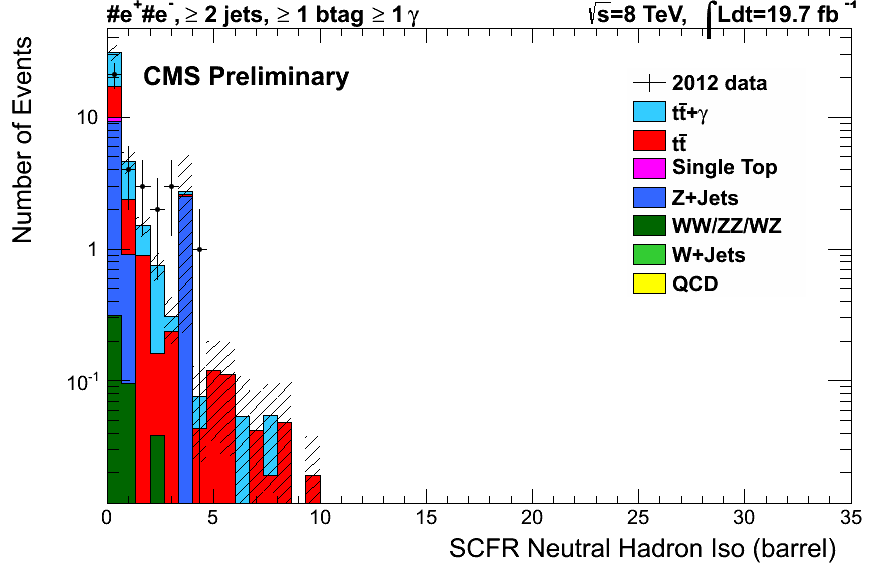 #e⁺#e⁻, ≥ 2 jets, ≥ 1 btag ≥ 1 γ
√s=8 TeV, ∫Ldt=19.7 fb⁻¹
CMS Preliminary
2012 data
tt̄+γ
tt̄
Single Top
Z+Jets
WW/ZZ/WZ
W+Jets
QCD
Number of Events
10
1
10⁻¹
0 5 10 15 20 25 30 35
SCFR Neutral Hadron Iso (barrel)